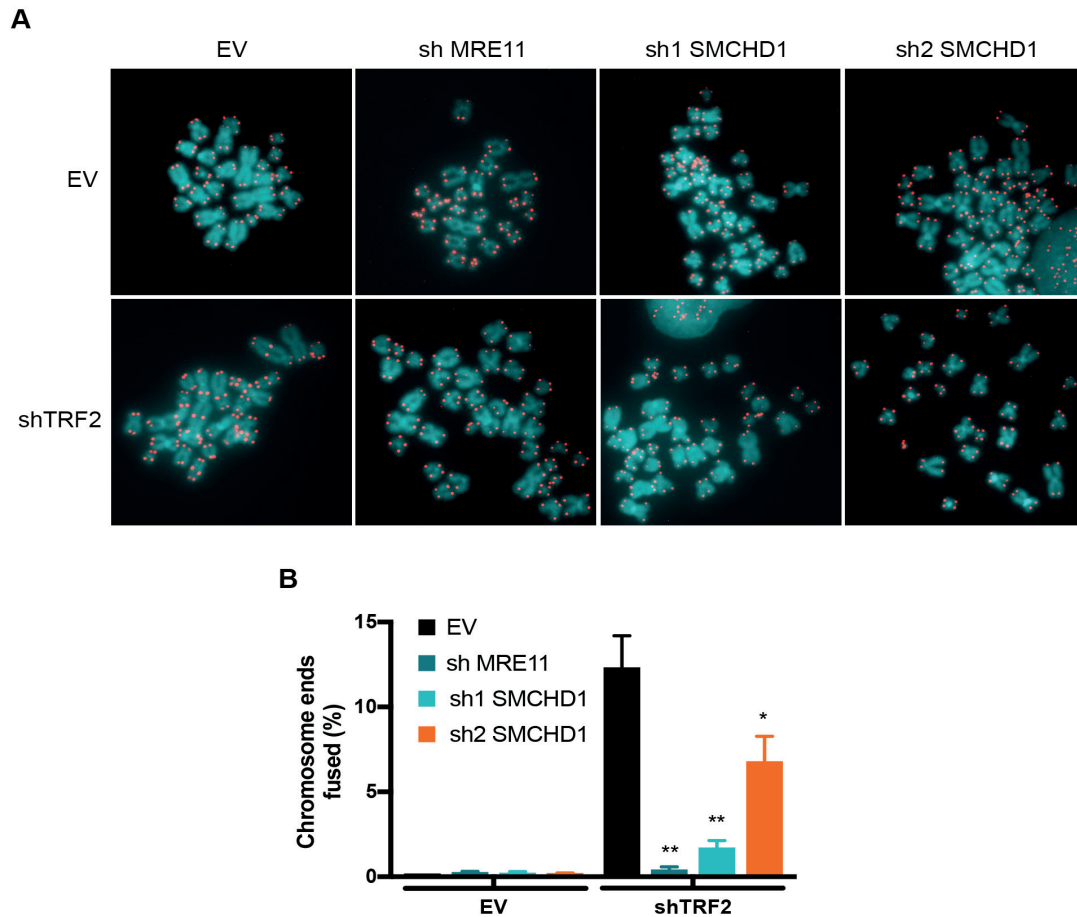 A
EV
sh MRE11
sh1 SMCHD1
sh2 SMCHD1
EV
shTRF2
B
Chromosome ends
fused (%)
15
10
5
0
EV
sh MRE11
sh1 SMCHD1
sh2 SMCHD1
**
**
*
EV
shTRF2